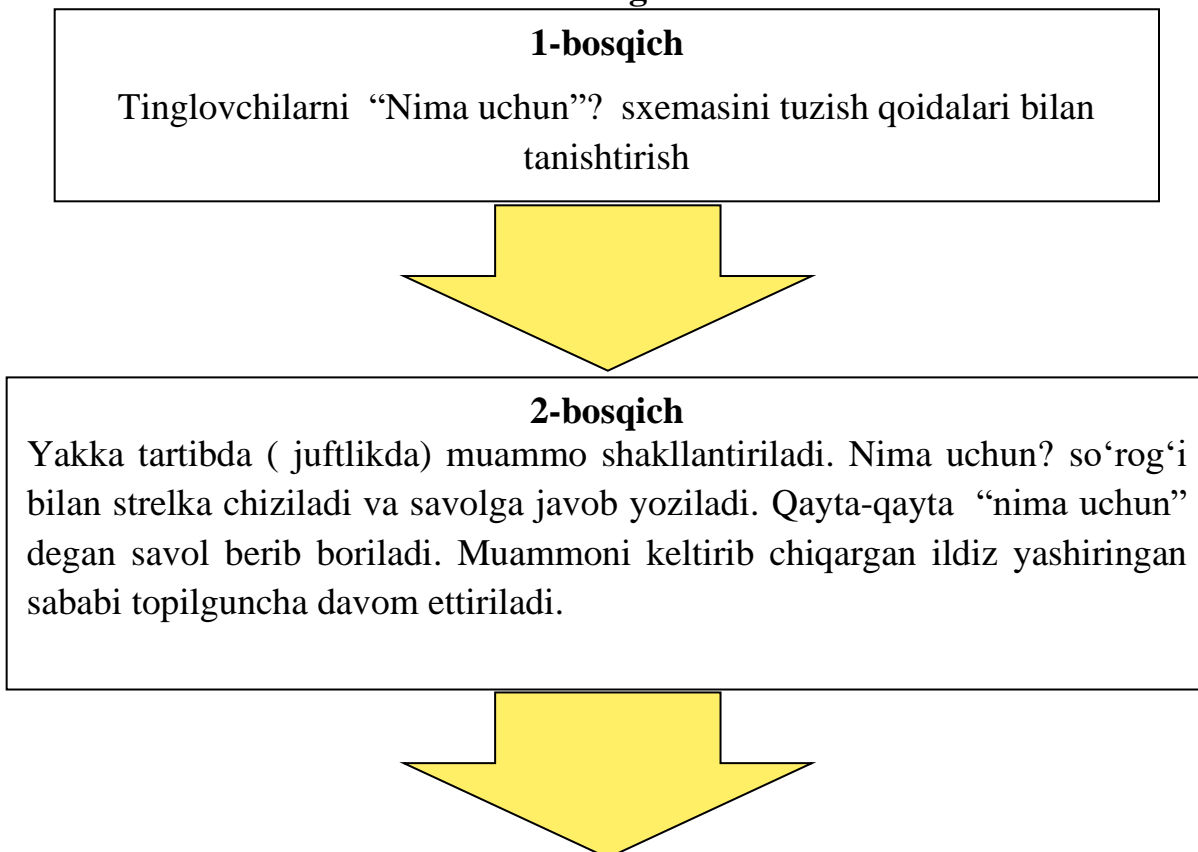 1-bosqich
Tinglovchilarni “Nima uchun”? sxemasini tuzish qoidalari bilan
tanishtirish
2-bosqich
Yakka tartibda ( juftlikda) muammo shakllantiriladi. Nima uchun? so‘rog‘i
bilan strelka chiziladi va savolga javob yoziladi. Qayta-qayta “nima uchun”
degan savol berib boriladi. Muammoni keltirib chiqargan ildiz yashiringan
sababi topilguncha davom ettiriladi.